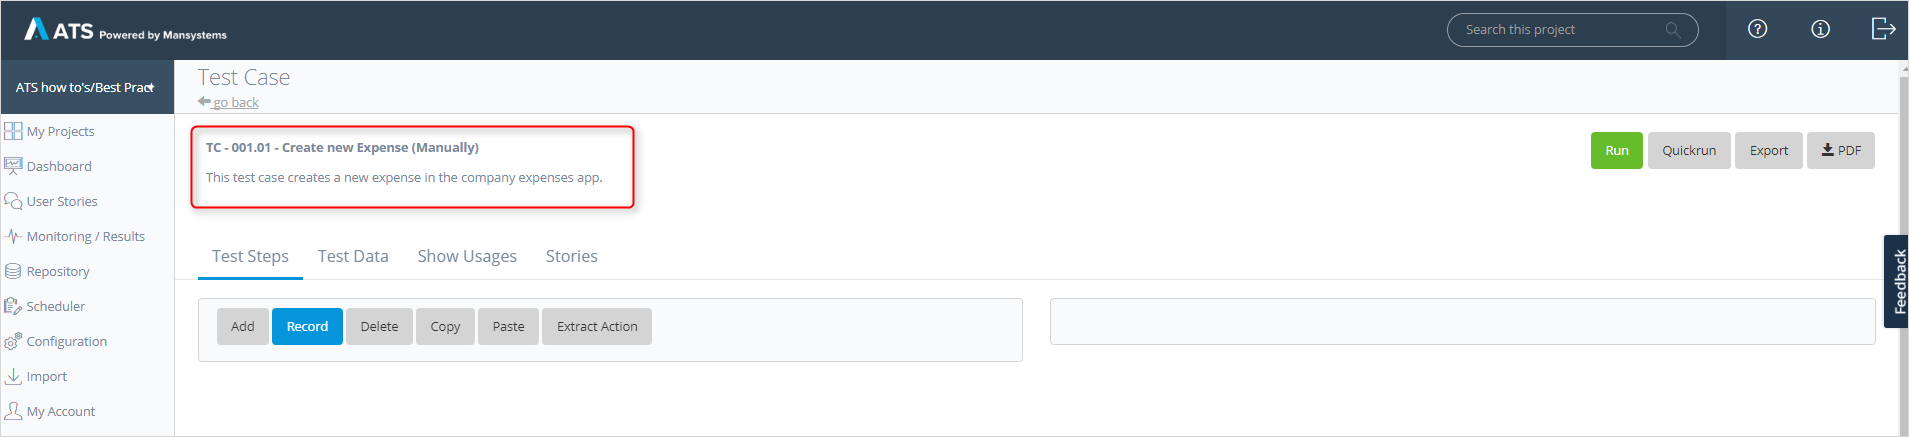 ATS Powered by Mansystems
Search this project
ATS how to's/Best Pract
My Projects
Dashboard
User Stories
Monitoring / Results
Repository
Scheduler
Configuration
Import
My Account
Test Case
go back
TC - 001.01 - Create new Expense (Manually)
This test case creates a new expense in the company expenses app.
Run Quickrun Export PDF
Test Steps Test Data Show Usages Stories
Add Record Delete Copy Paste Extract Action
Feedback